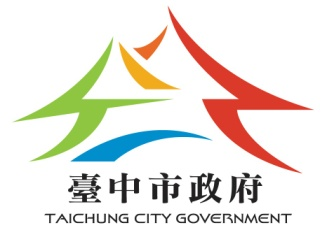 臺中市政府
TAICHUNG CITY GOVERNMENT